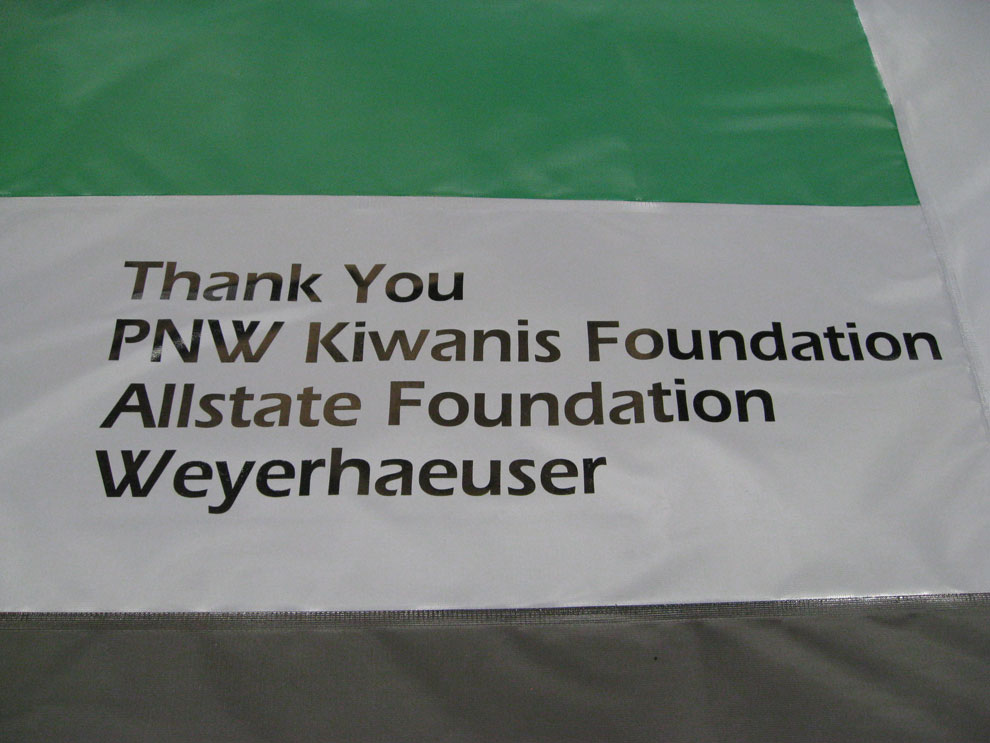 Thank You
PNW Kiwanis Foundation
Allstate Foundation
Weyerhaeuser